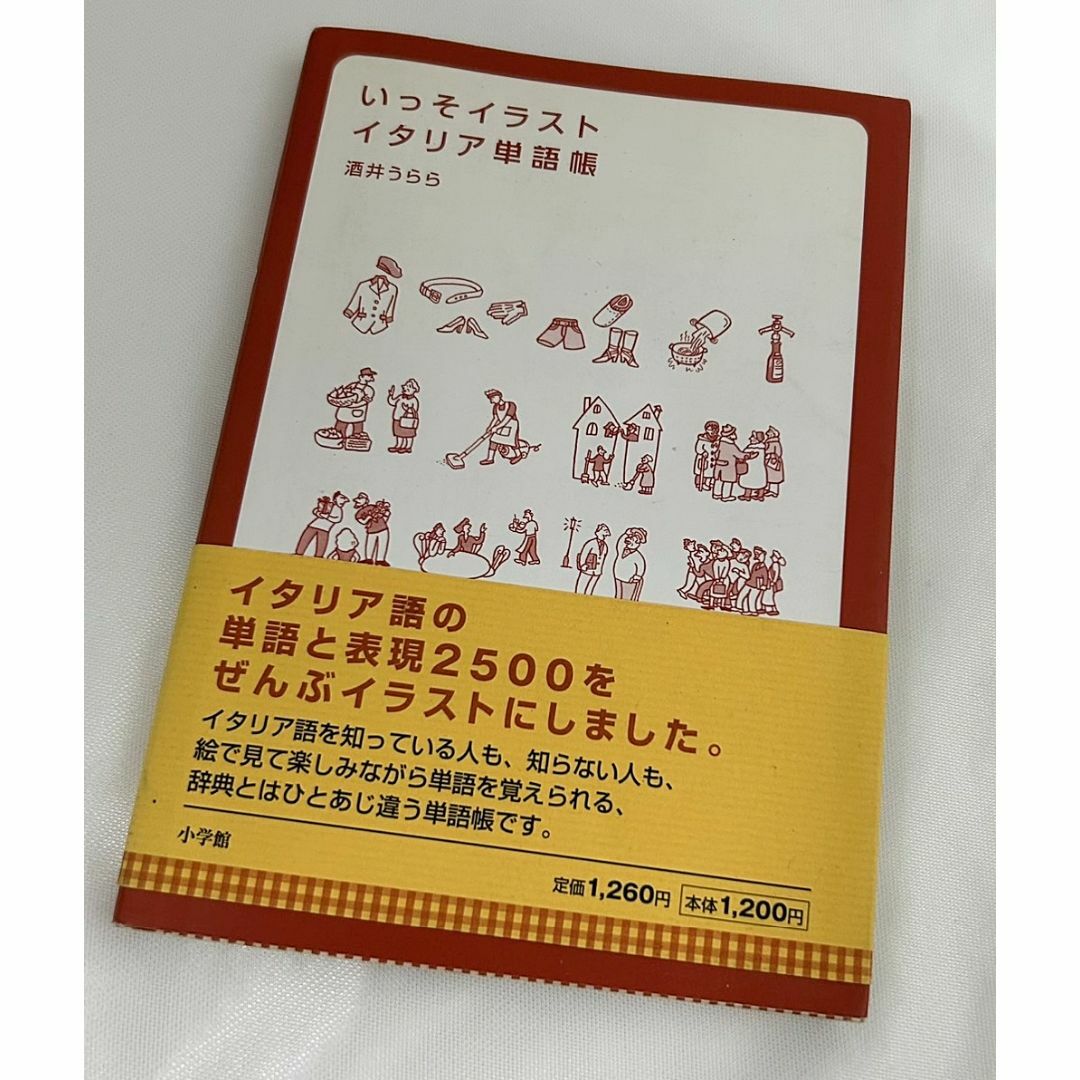 いっそイラスト
イタリア単語帳
酒井うらら
イタリア語の
単語と表現2500を
ぜんぶイラストにしました。
イタリア語を知っている人も、知らない人も、
絵で見て楽しみながら単語を覚えられる、
辞典とはひとあじ違う単語帳です。
小学館
定価1,260円 本体1,200円